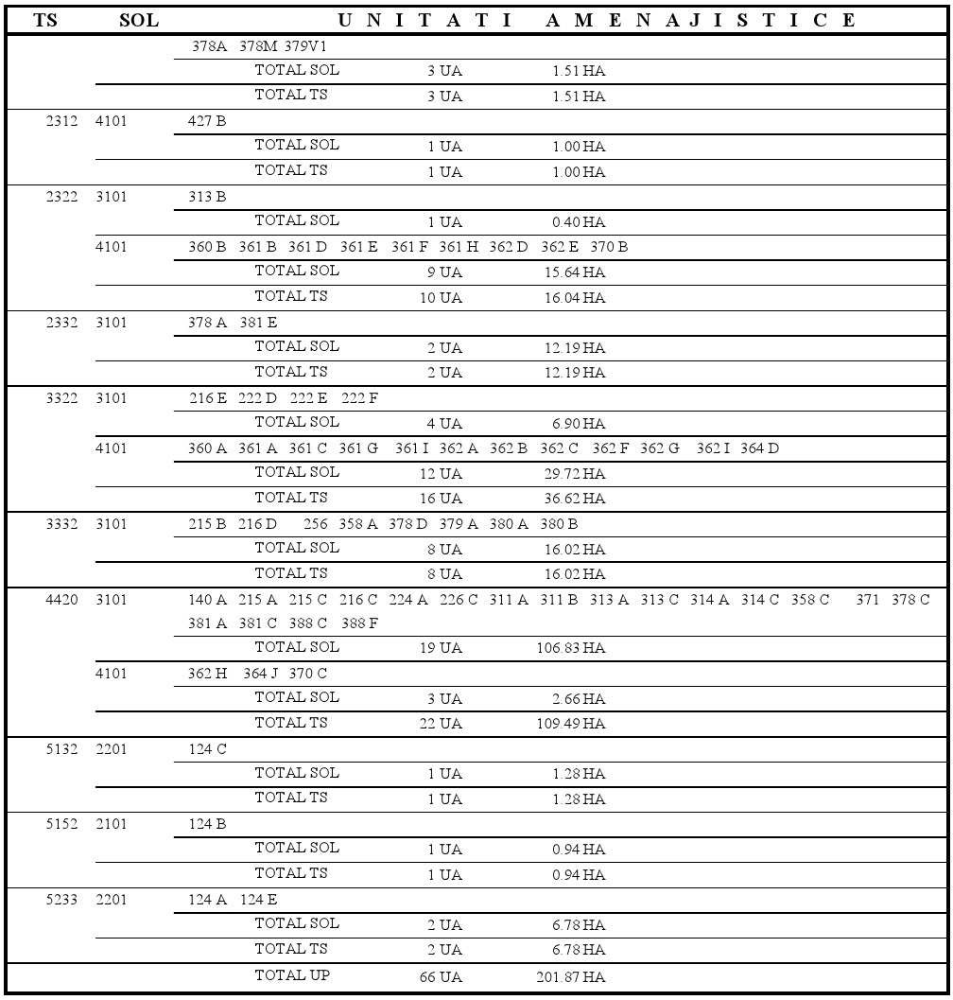 TS SOL U N I T A T I A M E N A J I S T I C E
378A 378M 379V1
TOTAL SOL 3 UA 1.51 HA
TOTAL TS 3 UA 1.51 HA
2312 4101 427 B
TOTAL SOL 1 UA 1.00 HA
TOTAL TS 1 UA 1.00 HA
2322 3101 313 B
TOTAL SOL 1 UA 0.40 HA
4101 360 B 361 B 361 D 361 E 361 F 361 H 362 D 362 E 370 B
TOTAL SOL 9 UA 15.64 HA
TOTAL TS 10 UA 16.04 HA
2332 3101 378 A 381 E
TOTAL SOL 2 UA 12.19 HA
TOTAL TS 2 UA 12.19 HA
3322 3101 216 E 222 D 222 E 222 F
TOTAL SOL 4 UA 6.90 HA
4101 360 A 361 A 361 C 361 G 361 I 362 A 362 B 362 C 362 F 362 G 362 I 364 D
TOTAL SOL 12 UA 29.72 HA
TOTAL TS 16 UA 36.62 HA
3332 3101 215 B 216 D 256 358 A 378 D 379 A 380 A 380 B
TOTAL SOL 8 UA 16.02 HA
TOTAL TS 8 UA 16.02 HA
4420 3101 140 A 215 A 215 C 216 C 224 A 226 C 311 A 311 B 313 A 313 C 314 A 314 C 358 C 371 378 C
381 A 381 C 388 C 388 F
TOTAL SOL 19 UA 106.83 HA
4101 362 H 364 J 370 C
TOTAL SOL 3 UA 2.66 HA
TOTAL TS 22 UA 109.49 HA
5132 2201 124 C
TOTAL SOL 1 UA 1.28 HA
TOTAL TS 1 UA 1.28 HA
5152 2101 124 B
TOTAL SOL 1 UA 0.94 HA
TOTAL TS 1 UA 0.94 HA
5233 2201 124 A 124 E
TOTAL SOL 2 UA 6.78 HA
TOTAL TS 2 UA 6.78 HA
TOTAL UP 66 UA 201.87 HA